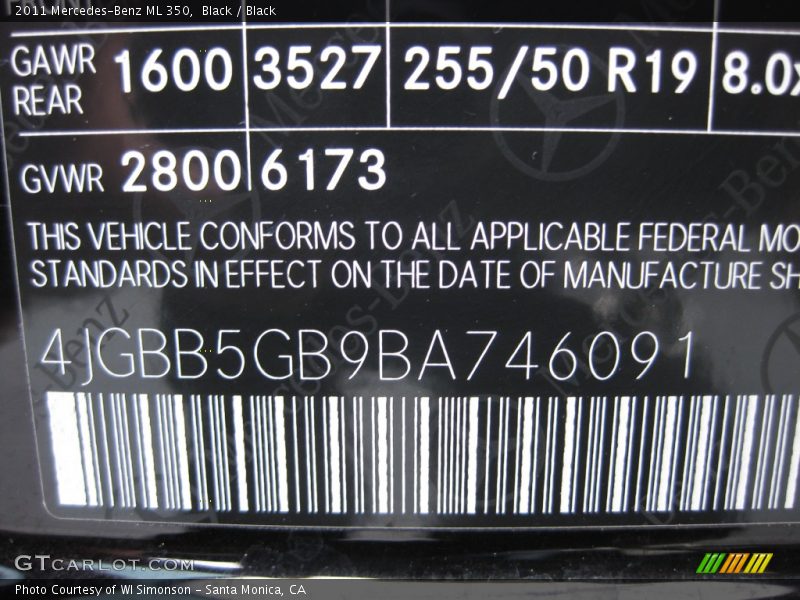 2011 Mercedes-Benz ML 350, Black / Black
GAWR REAR 1600 3527 255/50 R19 8.0
GVWR 2800 6173
THIS VEHICLE CONFORMS TO ALL APPLICABLE FEDERAL MO
STANDARDS IN EFFECT ON THE DATE OF MANUFACTURE SH
4JGBB5GB9BA746091
GTCARLOT.COM
Photo Courtesy of WI Simonson - Santa Monica, CA